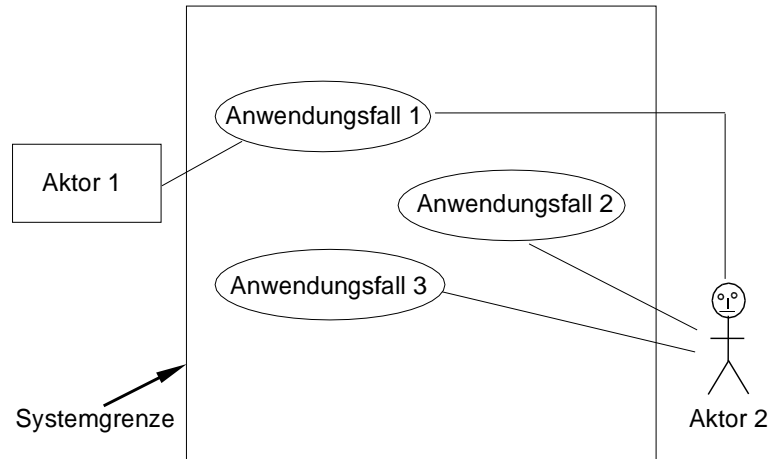 Anwendungsfall 1
Aktor 1
Anwendungsfall 2
Anwendungsfall 3
Systemgrenze
Aktor 2